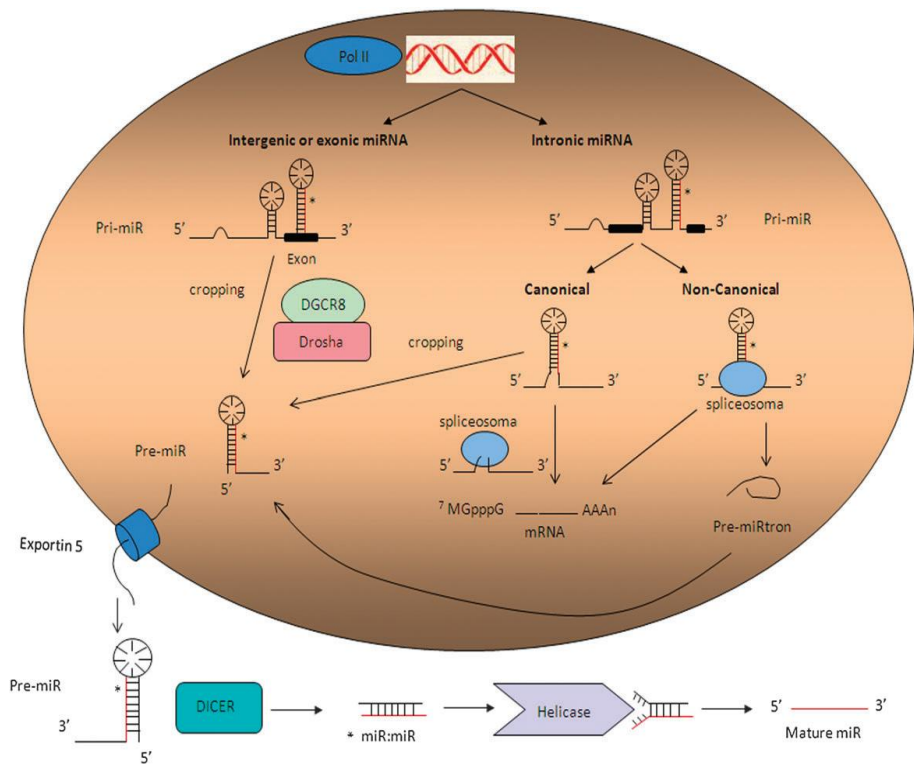 Pol II
Intergenic or exonic miRNA
Intronic miRNA
*
*
Pri-miR
5′
3′
5′
3′
Pri-miR
Exon
cropping
DGCR8
Drosha
Canonical
Non-Canonical
cropping
*
*
5′
3′
5′
3′
spliceosoma
*
spliceosoma
Pre-miR
3′
5′
3′
5′
7 MGpppG
AAAn
mRNA
Pre-miRtron
Exportin 5
Pre-miR
*
3′
5′
DICER
* miR:miR
Helicase
5′
3′
Mature miR